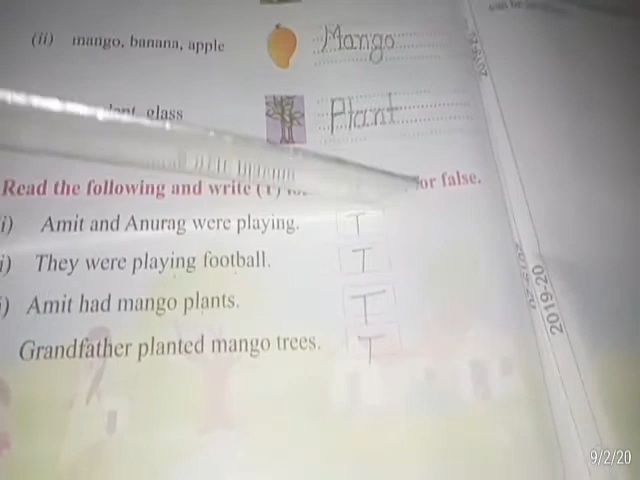 (ii) mango, banana, apple Mango
glass Plant
Read the following and write (T) for false.
i) Amit and Anurag were playing. T
i) They were playing football. T
i) Amit had mango plants. T
Grandfather planted mango trees. T
2019-20
9/2/20